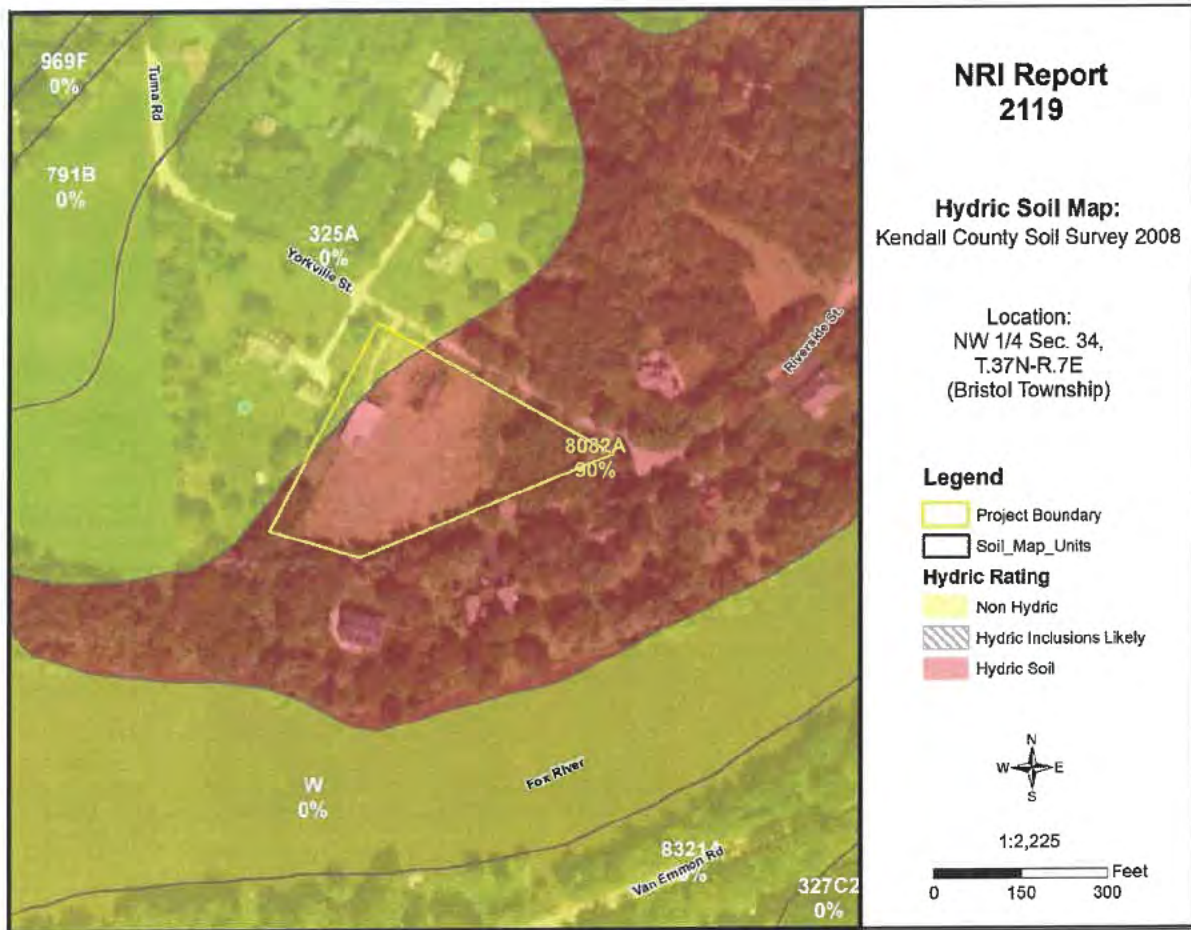 969F
0%
Tuma Rd
791B
0%
325A
0%
Yorkville St.
Riverside St.
8082A
90%
W
0%
Fox River
8321A
0%
Van Emmon Rd
327C2
0%
NRI Report
2119
Hydric Soil Map:
Kendall County Soil Survey 2008
Location:
NW 1/4 Sec. 34,
T.37N-R.7E
(Bristol Township)
Legend
Project Boundary
Soil_Map_Units
Hydric Rating
Non Hydric
Hydric Inclusions Likely
Hydric Soil
N
W E
S
1:2,225
Feet
0 150 300